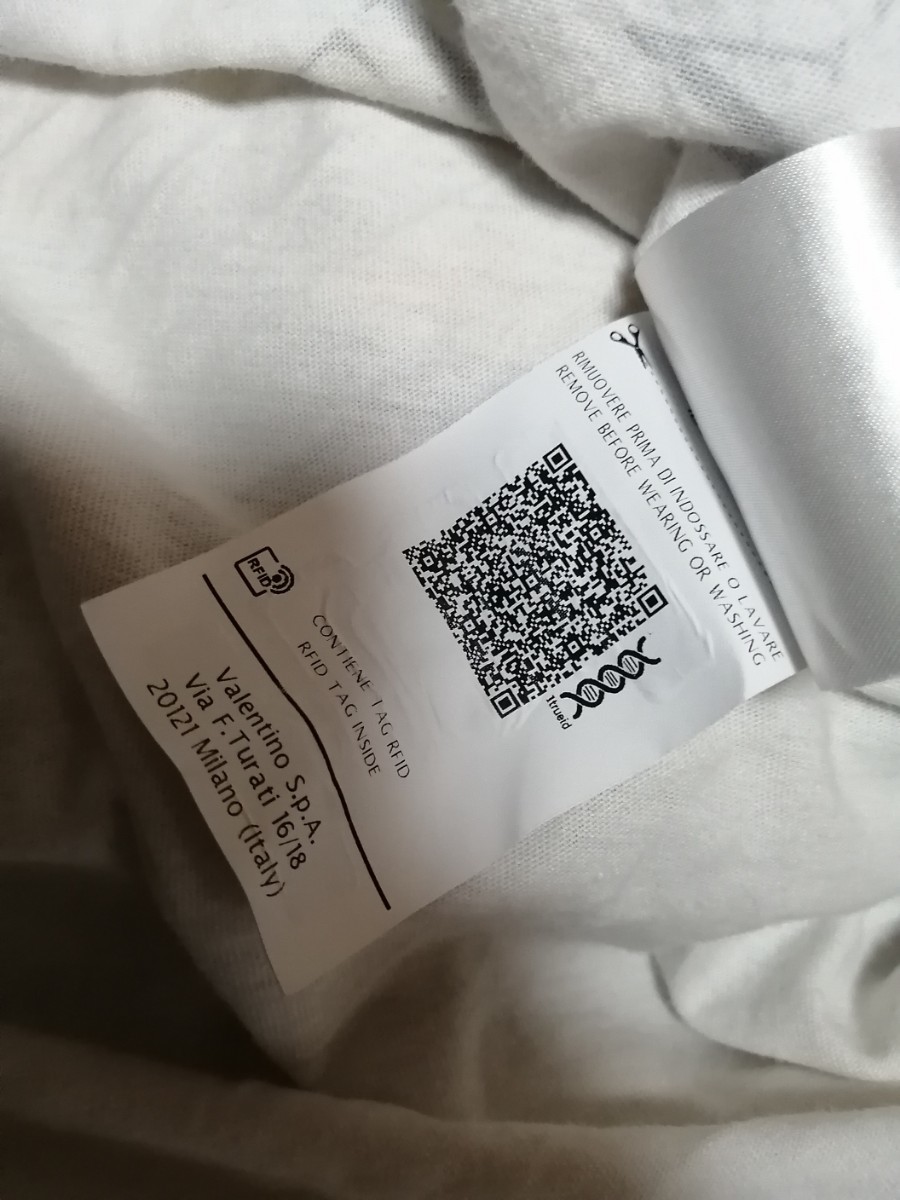 RIMUOVERE PRIMA DI INDOSSARE O LAVARE
REMOVE BEFORE WEARING OR WASHING
1trueid
CONTIENE TAG RFID
RFID TAG INSIDE
RFID
Valentino S.p.A.
Via F. Turati 16/18
20121 Milano (Italy)